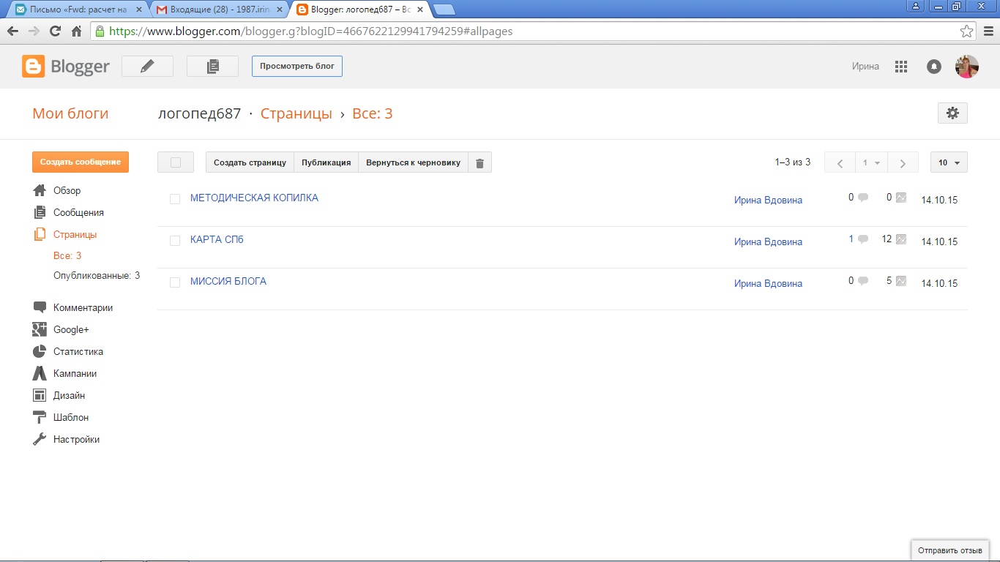 Письмо «Fwd: расчет на
Входящие (28) - 1987.irin
Blogger: логопед687 – Вс
https://www.blogger.com/blogger.g?blogID=4667622129941794259#allpages
Blogger
Просмотреть блог
Ирина
Мои блоги
логопед687 · Страницы › Все: 3
Создать сообщение
Создать страницу
Публикация
Вернуться к черновику
1–3 из 3
1
10
Обзор
Сообщения
Страницы
Все: 3
Опубликованные: 3
Комментарии
Google+
Статистика
Кампании
Дизайн
Шаблон
Настройки
МЕТОДИЧЕСКАЯ КОПИЛКА Ирина Вдовина 0 0 14.10.15
КАРТА СПб Ирина Вдовина 1 12 14.10.15
МИССИЯ БЛОГА Ирина Вдовина 0 5 14.10.15
Отправить отзыв